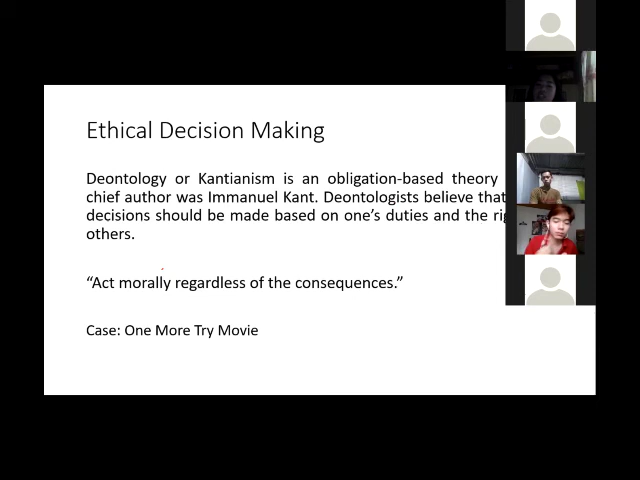 Ethical Decision Making
Deontology or Kantianism is an obligation-based theory
chief author was Immanuel Kant. Deontologists believe that
decisions should be made based on one's duties and the
others.
“Act morally regardless of the consequences.”
Case: One More Try Movie